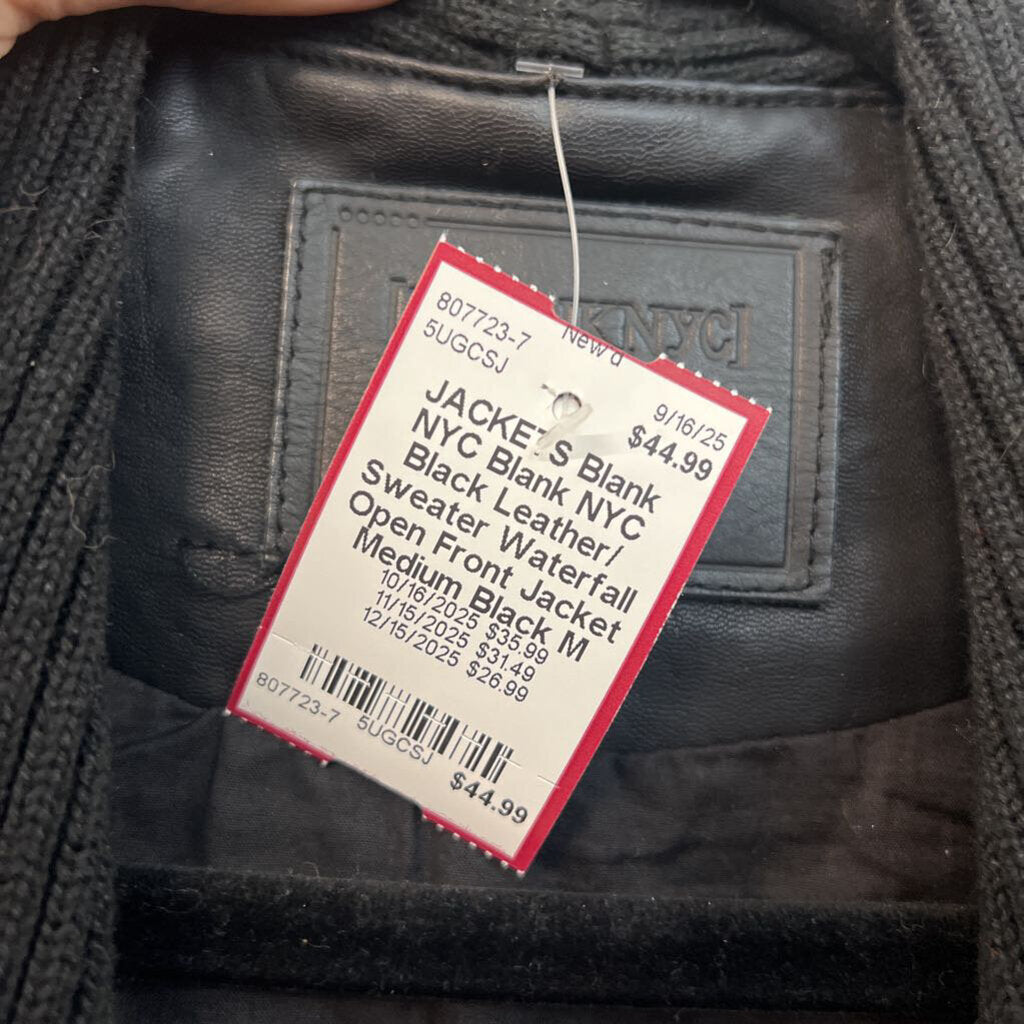 807723-7
5UGCSJ
New'd
9/16/25
$44.99
JACKETS Blank
NYC Blank NYC
Black Leather/
Sweater Waterfall
Open Front Jacket
Medium Black M
10/16/2025 $35.99
11/15/2025 $31.49
12/15/2025 $26.99
807723-7 5UGCSJ
$44.99
KNYC]